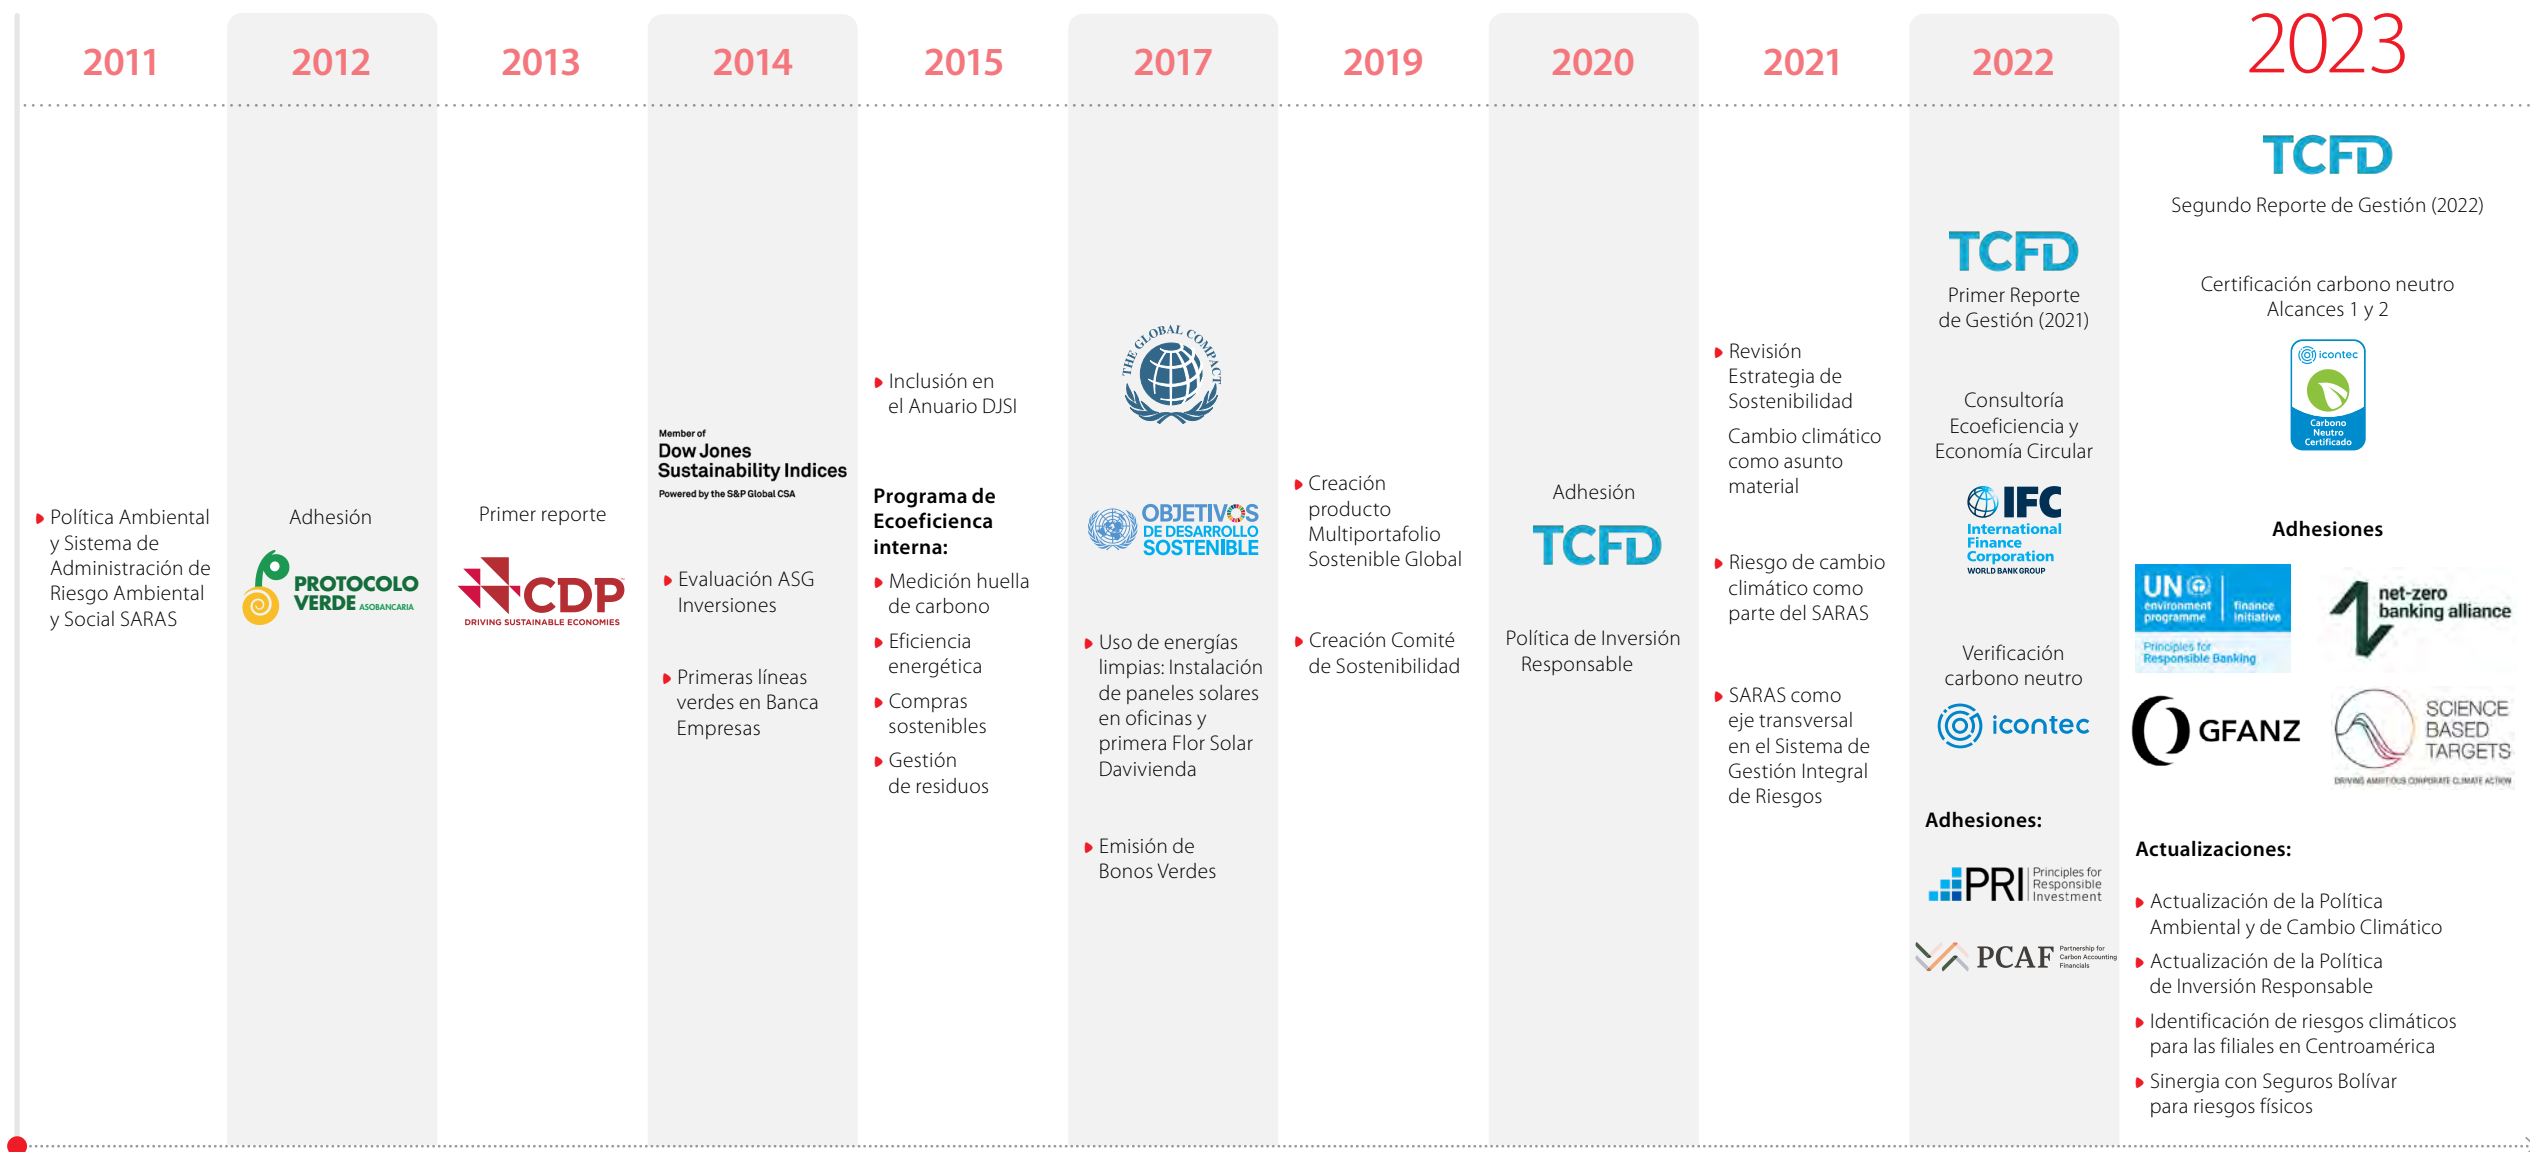 2011
Política Ambiental
y Sistema de
Administración de
Riesgo Ambiental
y Social SARAS
2012
Adhesión
PROTOCOLO
VERDE ASOBANCARIA
2013
Primer reporte
CDP
DRIVING SUSTAINABLE ECONOMIES
2014
Member of
Dow Jones
Sustainability Indices
Powered by the S&P Global CSA
Evaluación ASG
Inversiones
Primeras líneas
verdes en Banca
Empresas
2015
Inclusión en
el Anuario DJSI
Programa de
Ecoeficienca
interna:
Medición huella
de carbono
Eficiencia
energética
Compras
sostenibles
Gestión
de residuos
2017
THE GLOBAL COMPACT
OBJETIVOS
DE DESARROLLO
SOSTENIBLE
Uso de energías
limpias: Instalación
de paneles solares
en oficinas y
primera Flor Solar
Davivienda
Emisión de
Bonos Verdes
2019
Creación
producto
Multiportafolio
Sostenible Global
Creación Comité
de Sostenibilidad
2020
Adhesión
TCFD
Política de Inversión
Responsable
2021
Revisión
Estrategia de
Sostenibilidad
Cambio climático
como asunto
material
Riesgo de cambio
climático como
parte del SARAS
SARAS como
eje transversal
en el Sistema de
Gestión Integral
de Riesgos
2022
TCFD
Primer Reporte
de Gestión (2021)
Consultoría
Ecoeficiencia y
Economía Circular
IFC
International
Finance
Corporation
WORLD BANK GROUP
Verificación
carbono neutro
icontec
Adhesiones:
PRI Principles for
Responsible
Investment
PCAF Partnership for
Carbon Accounting
Financials
2023
TCFD
Segundo Reporte de Gestión (2022)
Certificación carbono neutro
Alcances 1 y 2
icontec
Carbono
Neutro
Certificado
Adhesiones
UN
environment
programme
finance
initiative
Principles for
Responsible Banking
net-zero
banking alliance
GFANZ
SCIENCE
BASED
TARGETS
DRIVING AMBITIOUS CORPORATE CLIMATE ACTION
Actualizaciones:
Actualización de la Política
Ambiental y de Cambio Climático
Actualización de la Política
de Inversión Responsable
Identificación de riesgos climáticos
para las filiales en Centroamérica
Sinergia con Seguros Bolívar
para riesgos físicos